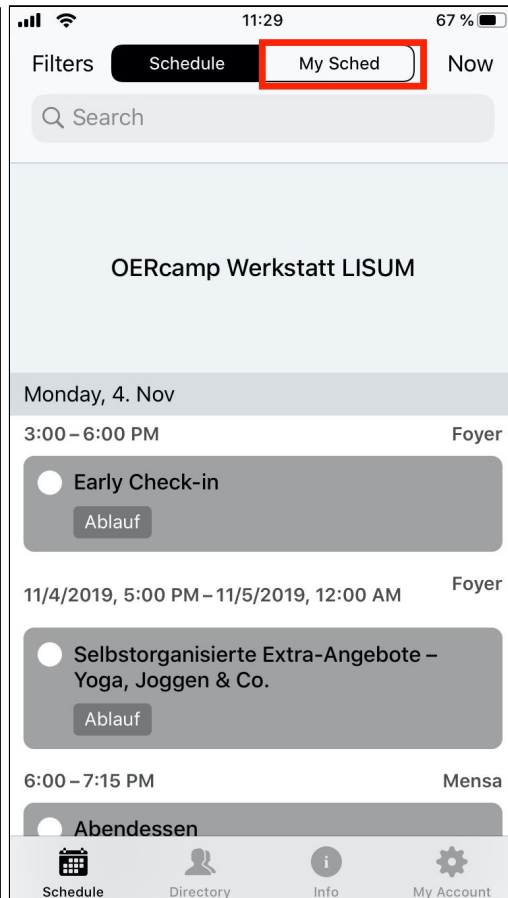 11:29
67 %
Filters
Schedule
My Sched
Now
Search
OERcamp Werkstatt LISUM
Monday, 4. Nov
3:00 – 6:00 PM
Foyer
Early Check-in
Ablauf
11/4/2019, 5:00 PM – 11/5/2019, 12:00 AM
Foyer
Selbstorganisierte Extra-Angebote –
Yoga, Joggen & Co.
Ablauf
6:00 – 7:15 PM
Mensa
Abendessen
Schedule
Directory
Info
My Account